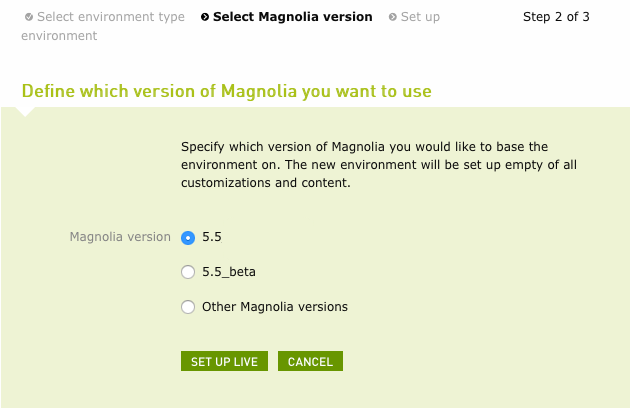 Select environment type Select Magnolia version Set up Step 2 of 3
environment
Define which version of Magnolia you want to use
Specify which version of Magnolia you would like to base the
environment on. The new environment will be set up empty of all
customizations and content.
Magnolia version 5.5
5.5_beta
Other Magnolia versions
SET UP LIVE CANCEL